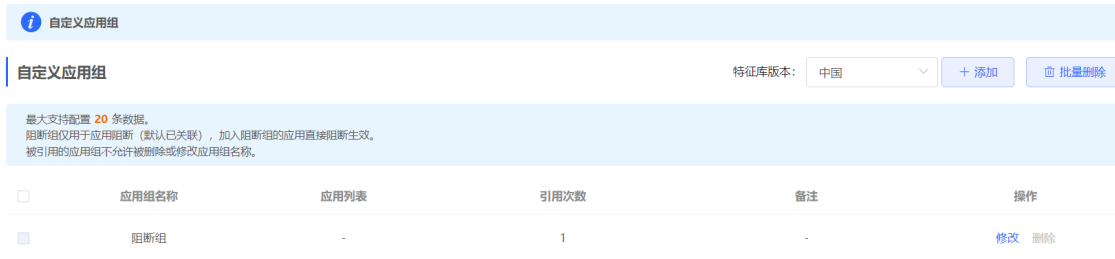 自定义应用组
自定义应用组 特征库版本： 中国 + 添加 批量删除
最大支持配置 20 条数据。
阻断组仅用于应用阻断（默认已关联），加入阻断组的应用直接阻断生效。
被引用的应用组不允许被删除或修改应用组名称。
应用组名称 应用列表 引用次数 备注 操作
阻断组 - 1 - 修改 删除